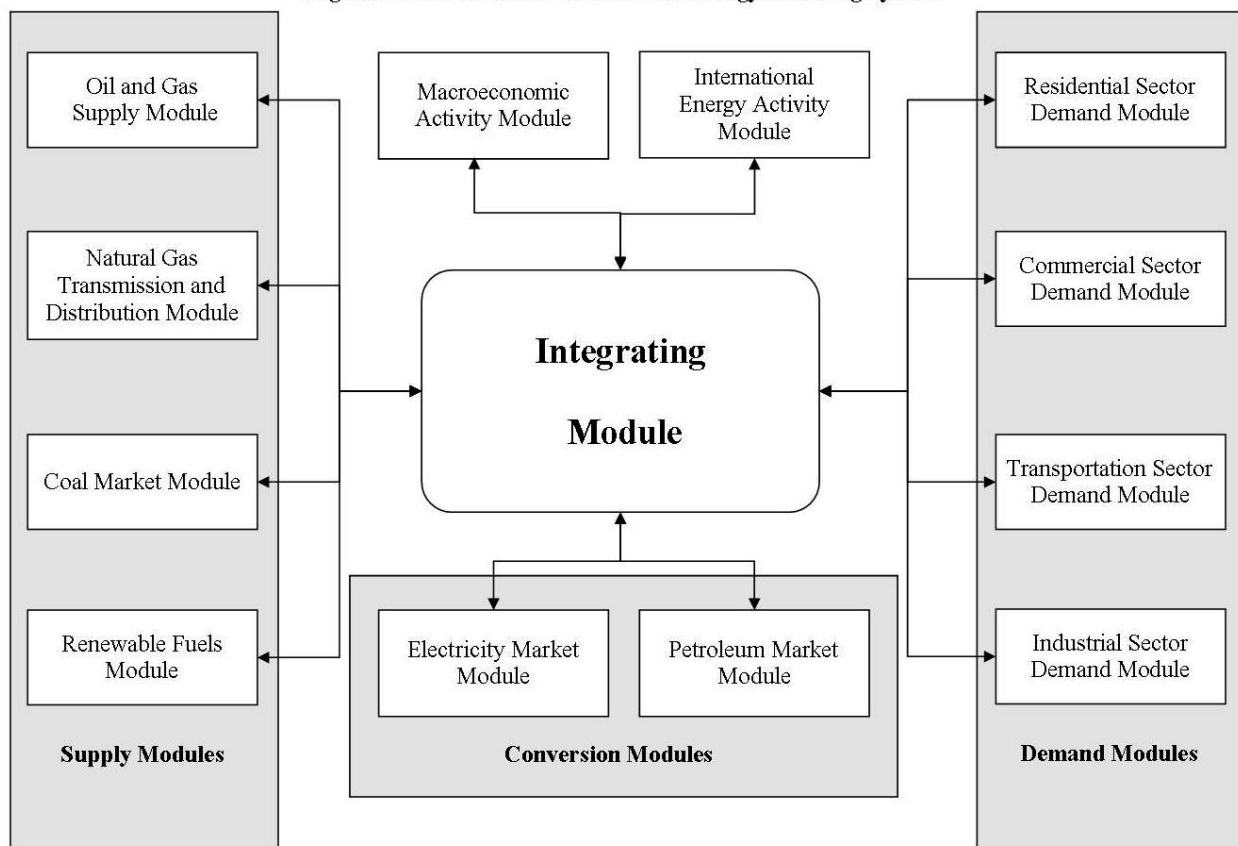 Oil and Gas
Supply Module
Natural Gas
Transmission and
Distribution Module
Coal Market Module
Renewable Fuels
Module
Supply Modules
Macroeconomic
Activity Module
International
Energy Activity
Module
Integrating
Module
Electricity Market
Module
Petroleum Market
Module
Conversion Modules
Residential Sector
Demand Module
Commercial Sector
Demand Module
Transportation Sector
Demand Module
Industrial Sector
Demand Module
Demand Modules